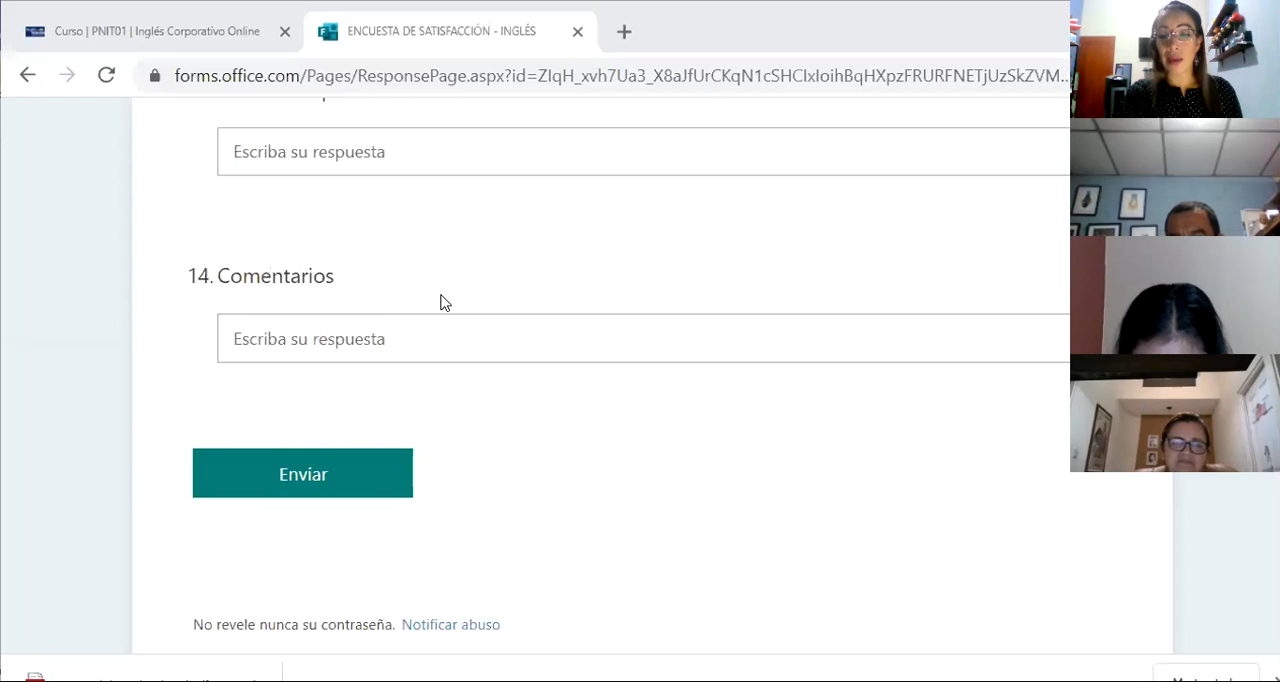 Curso | PNIT01 | Inglés Corporativo Online
ENCUESTA DE SATISFACCIÓN - INGLÉS
forms.office.com/Pages/ResponsePage.aspx?id=ZIqH_xvh7Ua3_X8aJfUrCKqN1cSHCIxIoihBqHXpzFRURFNETjUzSkZVM...
Escriba su respuesta
14. Comentarios
Escriba su respuesta
Enviar
No revele nunca su contraseña. Notificar abuso